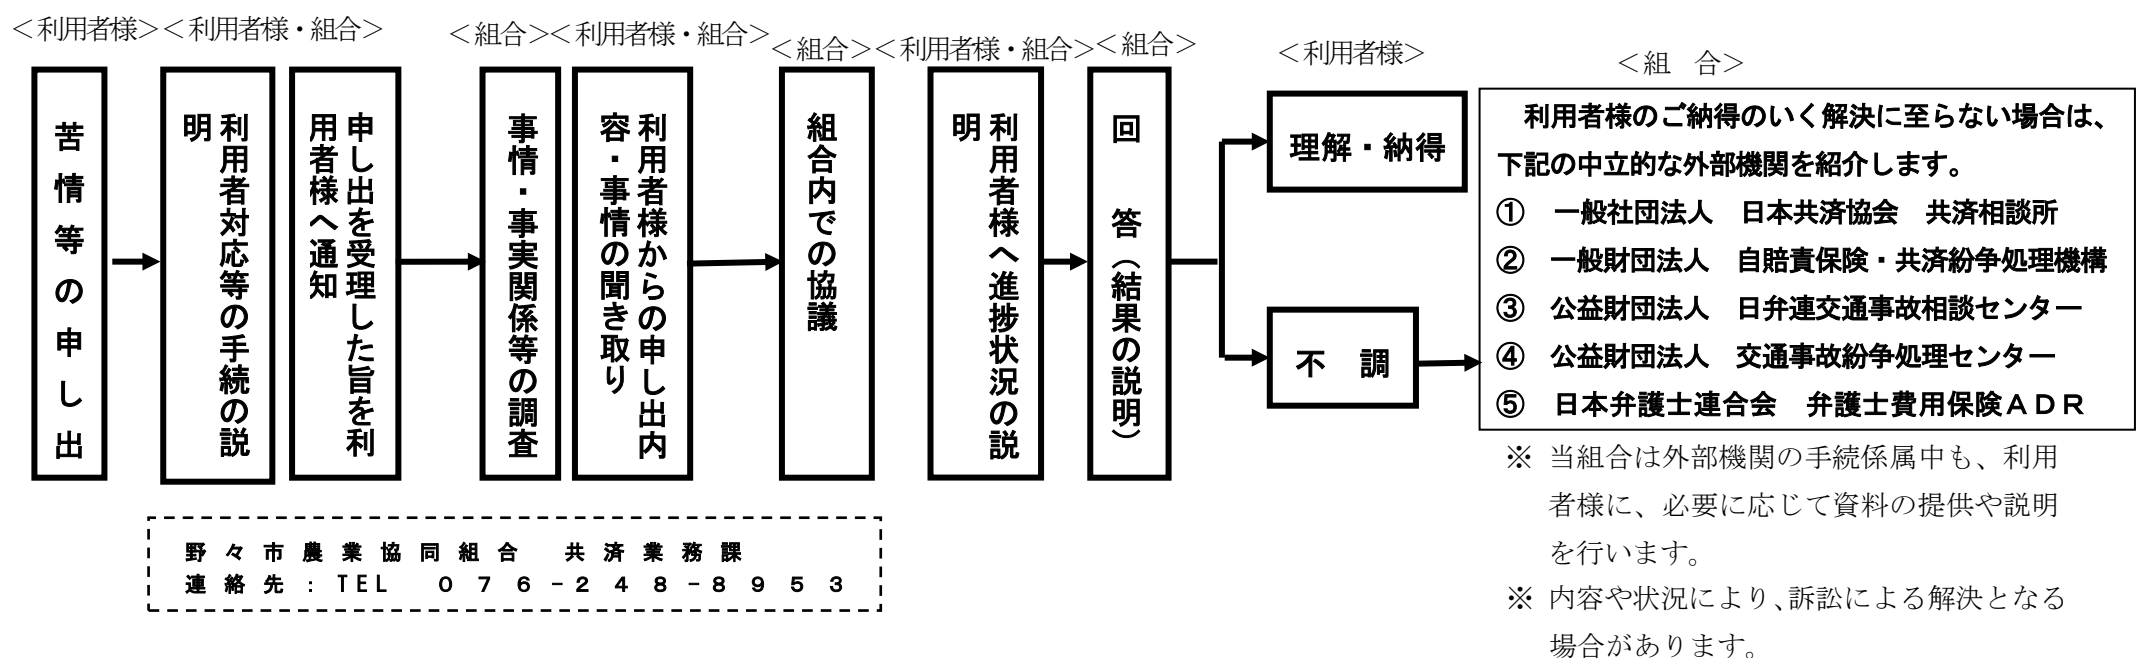 ＜利用者様＞
＜利用者様・組合＞
＜組合＞
＜利用者様・組合＞
＜組合＞
＜利用者様・組合＞
＜組合＞
＜利用者様＞
＜組　合＞
苦情等の申し出
利用者対応等の手続の説
明
申し出を受理した旨を利
用者様へ通知
事情・事実関係等の調査
利用者様からの申し出内
容・事情の聞き取り
組合内での協議
利用者様へ進捗状況の説
明
回　答（結果の説明）
理解・納得
不　調
利用者様のご納得のいく解決に至らない場合は、
下記の中立的な外部機関を紹介します。
①　一般社団法人　日本共済協会　共済相談所
②　一般財団法人　自賠責保険・共済紛争処理機構
③　公益財団法人　日弁連交通事故相談センター
④　公益財団法人　交通事故紛争処理センター
⑤　日本弁護士連合会　弁護士費用保険ＡＤＲ
※ 当組合は外部機関の手続係属中も、利用
者様に、必要に応じて資料の提供や説明
を行います。
※ 内容や状況により、訴訟による解決となる
場合があります。
野々市農業協同組合　共済業務課
連絡先：TEL　０７６－２４８－８９５３